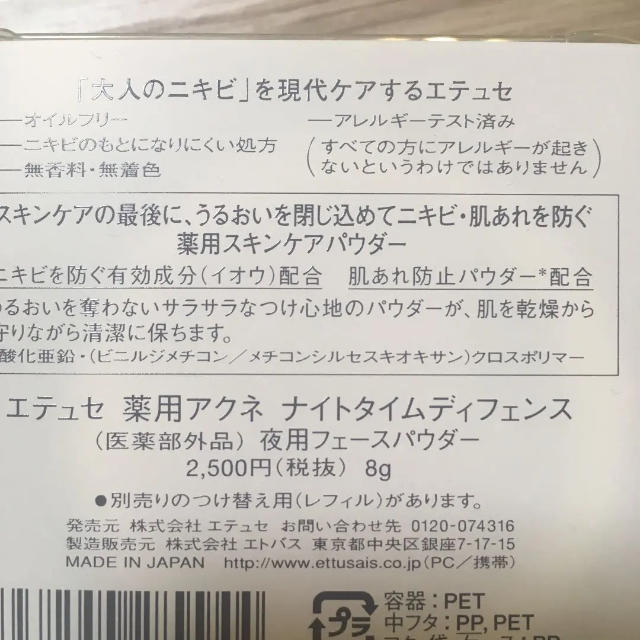 「大人のニキビ」を現代ケアするエテュセ
—オイルフリー
—アレルギーテスト済み
—ニキビのもとになりにくい処方
(すべての方にアレルギーが起き
ないというわけではありません)
—無香料・無着色
スキンケアの最後に、うるおいを閉じ込めてニキビ・肌あれを防ぐ
薬用スキンケアパウダー
ニキビを防ぐ有効成分(イオウ)配合 肌あれ防止パウダー*配合
うるおいを奪わないサラサラなつけ心地のパウダーが、肌を乾燥から
守りながら清潔に保ちます。
酸化亜鉛・(ビニルジメチコン/メチコンシルセスキオキサン)クロスポリマー
エテュセ 薬用アクネ ナイトタイムディフェンス
(医薬部外品) 夜用フェースパウダー
2,500円(税抜) 8g
●別売りのつけ替え用(レフィル)があります。
発売元 株式会社 エテュセ お問い合わせ先 0120-074316
製造販売元 株式会社 エトバス 東京都中央区銀座7-17-15
MADE IN JAPAN http://www.ettusais.co.jp(PC/携帯)
プラ
容器:PET
中フタ:PP, PET